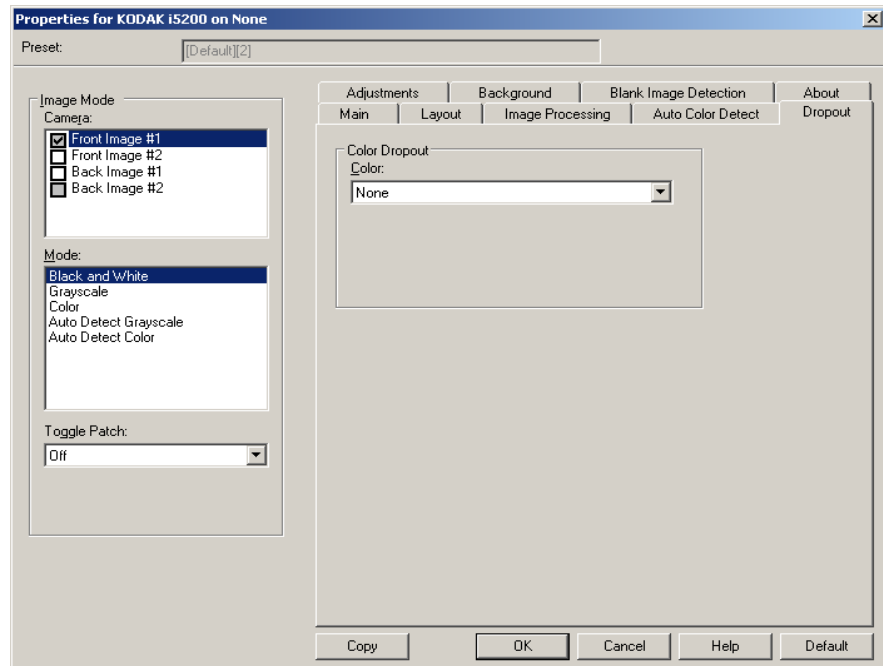 Properties for KODAK i5200 on None
Preset:
[Default][2]
Image Mode
Camera:
Front Image #1
Front Image #2
Back Image #1
Back Image #2
Mode:
Black and White
Grayscale
Color
Auto Detect Grayscale
Auto Detect Color
Toggle Patch:
Off
Adjustments Background Blank Image Detection About
Main Layout Image Processing Auto Color Detect Dropout
Color Dropout
Color:
None
Copy OK Cancel Help Default